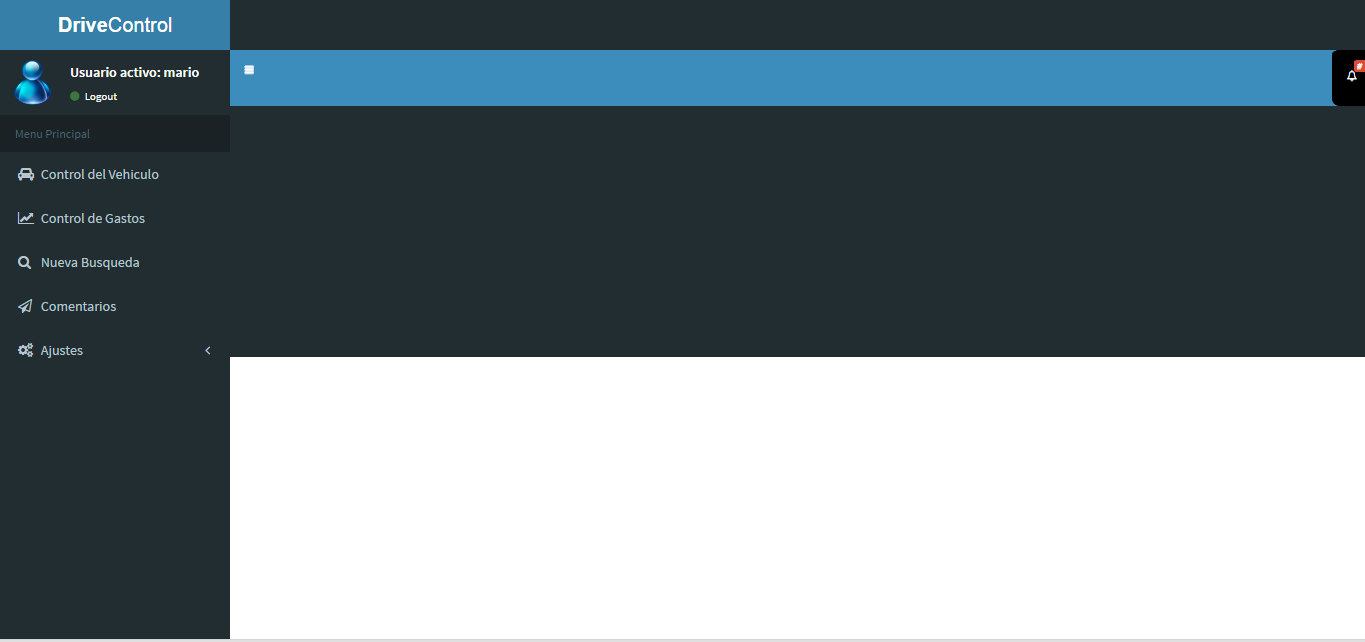 DriveControl
Usuario activo: mario
Logout
#
Menu Principal
Control del Vehiculo
Control de Gastos
Nueva Busqueda
Comentarios
Ajustes